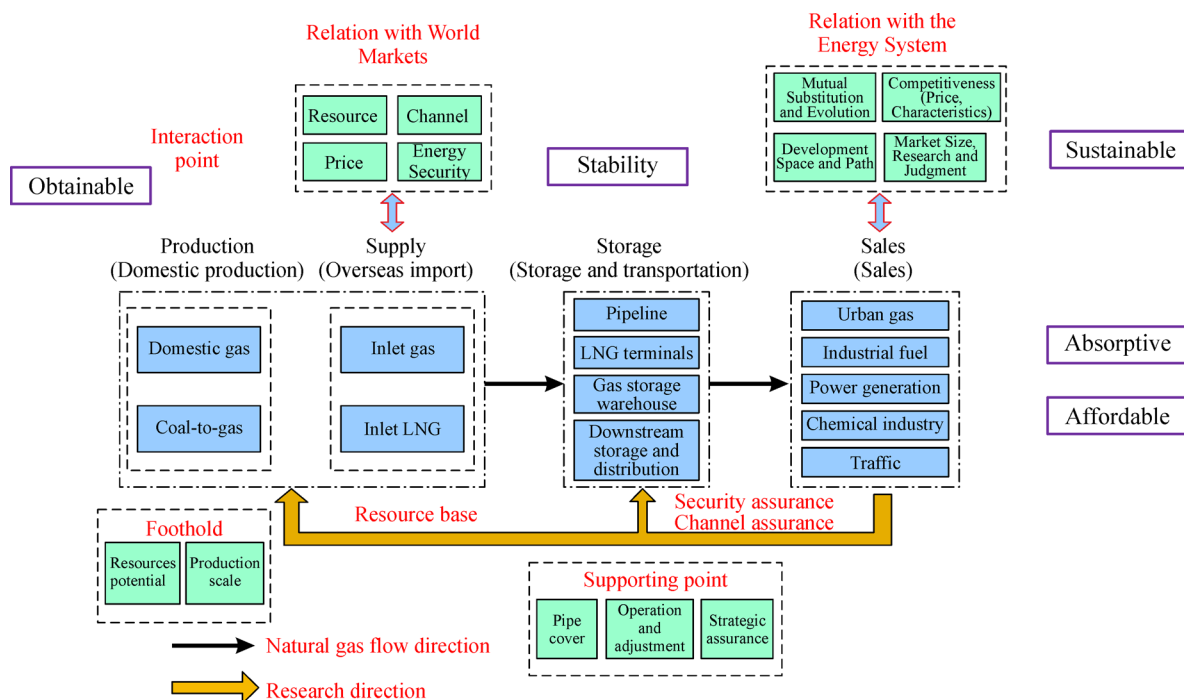 Relation with World
Markets
Relation with the
Energy System
Resource
Channel
Price
Energy
Security
Mutual
Substitution
and Evolution
Competitiveness
(Price,
Characteristics)
Development
Space and Path
Market Size,
Research and
Judgment
Interaction
point
Obtainable
Stability
Sustainable
Production
(Domestic production)
Supply
(Overseas import)
Storage
(Storage and transportation)
Sales
(Sales)
Domestic gas
Coal-to-gas
Inlet gas
Inlet LNG
Pipeline
LNG terminals
Gas storage
warehouse
Downstream
storage and
distribution
Urban gas
Industrial fuel
Power generation
Chemical industry
Traffic
Absorptive
Affordable
Resource base
Security assurance
Channel assurance
Foothold
Resources
potential
Production
scale
Supporting point
Pipe
cover
Operation
and
adjustment
Strategic
assurance
Natural gas flow direction
Research direction